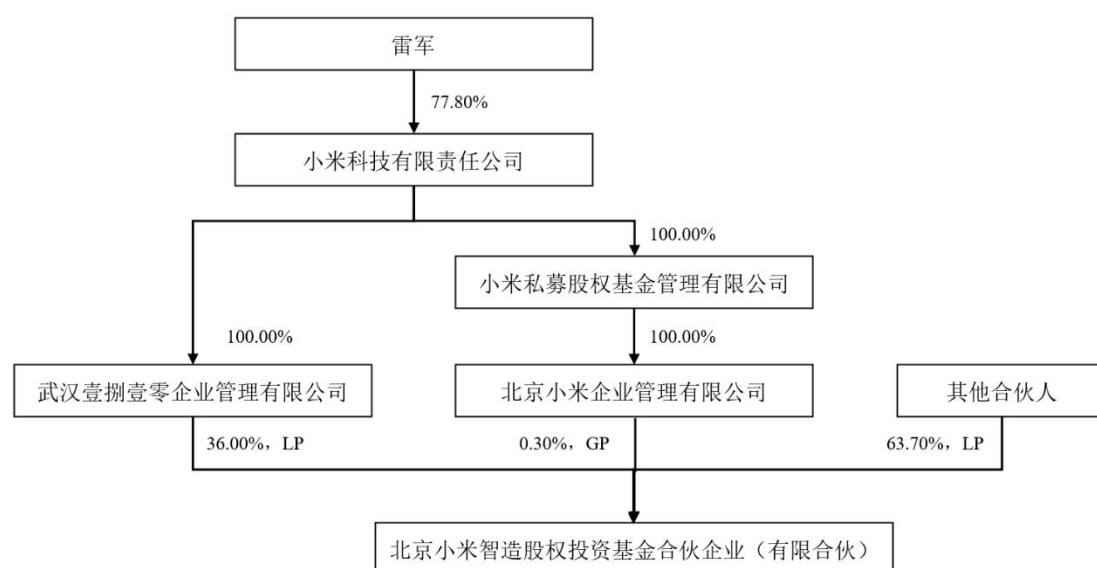 雷军
77.80%
小米科技有限责任公司
100.00%
小米私募股权基金管理有限公司
100.00%
100.00%
武汉壹捌壹零企业管理有限公司
北京小米企业管理有限公司
其他合伙人
36.00%，LP
0.30%，GP
63.70%，LP
北京小米智造股权投资基金合伙企业（有限合伙）